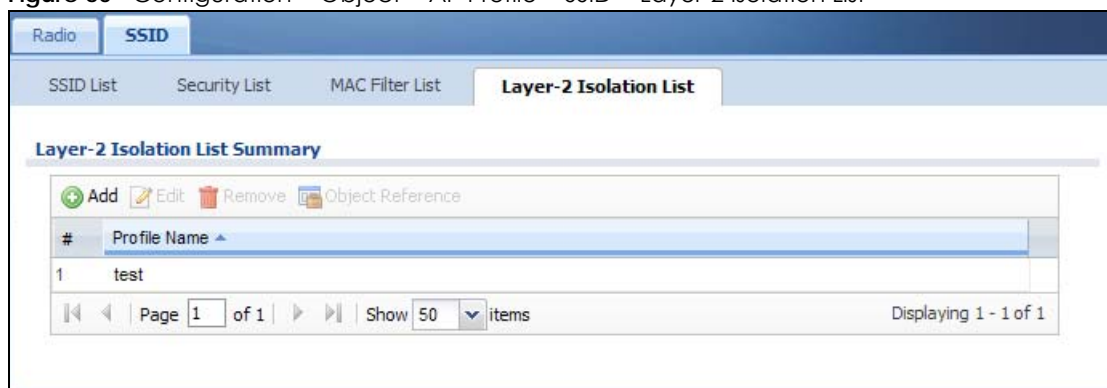 Radio SSID
SSID List Security List MAC Filter List Layer-2 Isolation List
Layer-2 Isolation List Summary
Add Edit Remove Object Reference
# Profile Name
1 test
Page 1 of 1 Show 50 items Displaying 1 - 1 of 1